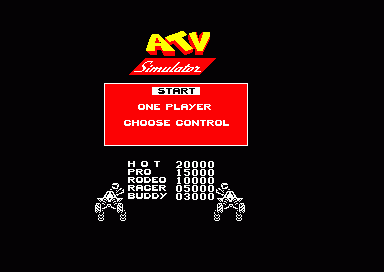 ATV
Simulator
START
ONE PLAYER
CHOOSE CONTROL
H O T 20000
PRO 15000
RODEO 10000
RACER 05000
BUDDY 03000